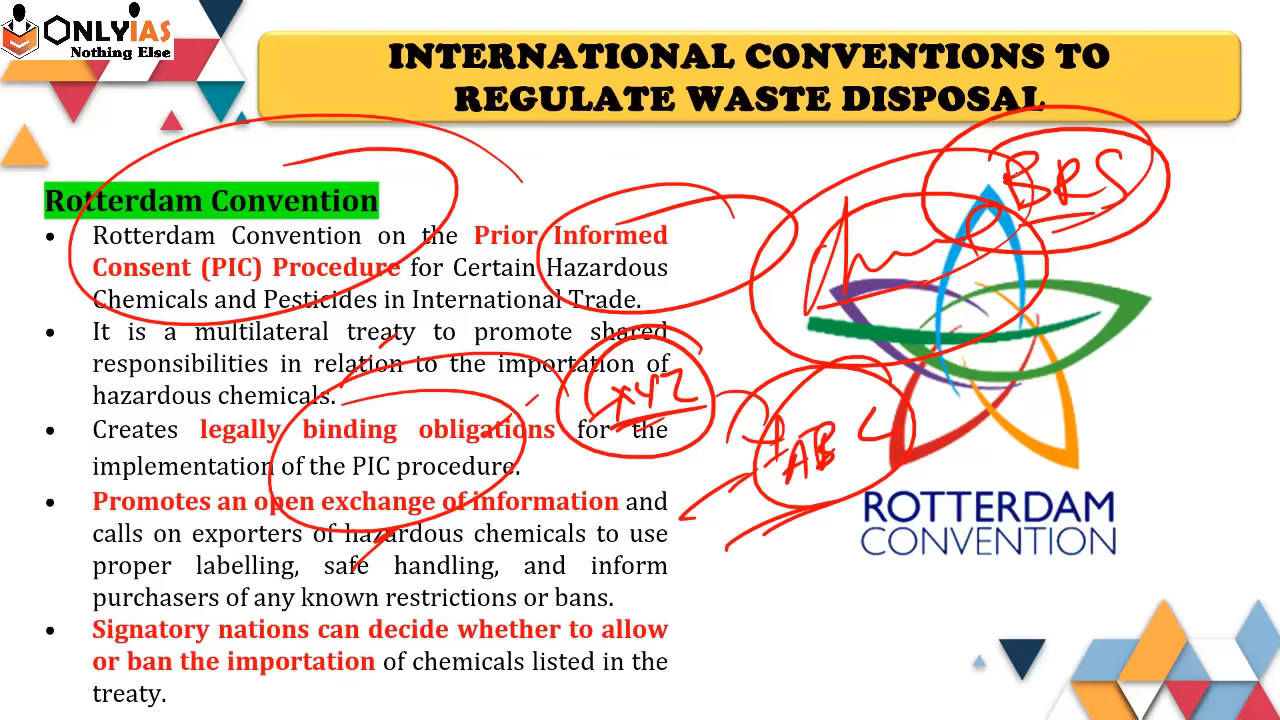 ONLYIAS
Nothing Else
INTERNATIONAL CONVENTIONS TO
REGULATE WASTE DISPOSAL
BRS
Rotterdam Convention
• Rotterdam Convention on the Prior Informed
Consent (PIC) Procedure for Certain Hazardous
Chemicals and Pesticides in International Trade.
• It is a multilateral treaty to promote shared
responsibilities in relation to the importation of
hazardous chemicals.
XYZ
• Creates legally binding obligations for the
implementation of the PIC procedure.
• Promotes an open exchange of information and
calls on exporters of hazardous chemicals to use
proper labelling, safe handling, and inform
purchasers of any known restrictions or bans.
• Signatory nations can decide whether to allow
or ban the importation of chemicals listed in the
treaty.
ABC
ROTTERDAM
CONVENTION